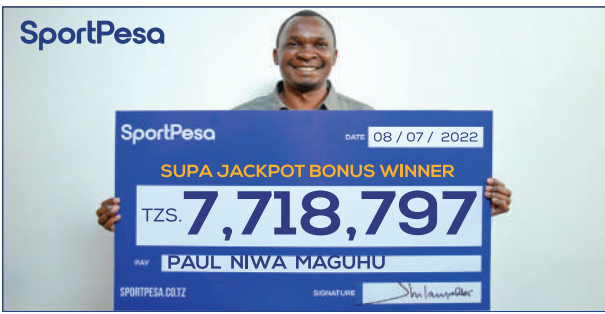 SportPesa
SportPesa
DATE 08 / 07 / 2022
SUPA JACKPOT BONUS WINNER
TZS. 7,718,797
PAY PAUL NIWA MAGUHU
SPORTPESA.CO.TZ
SIGNATURE